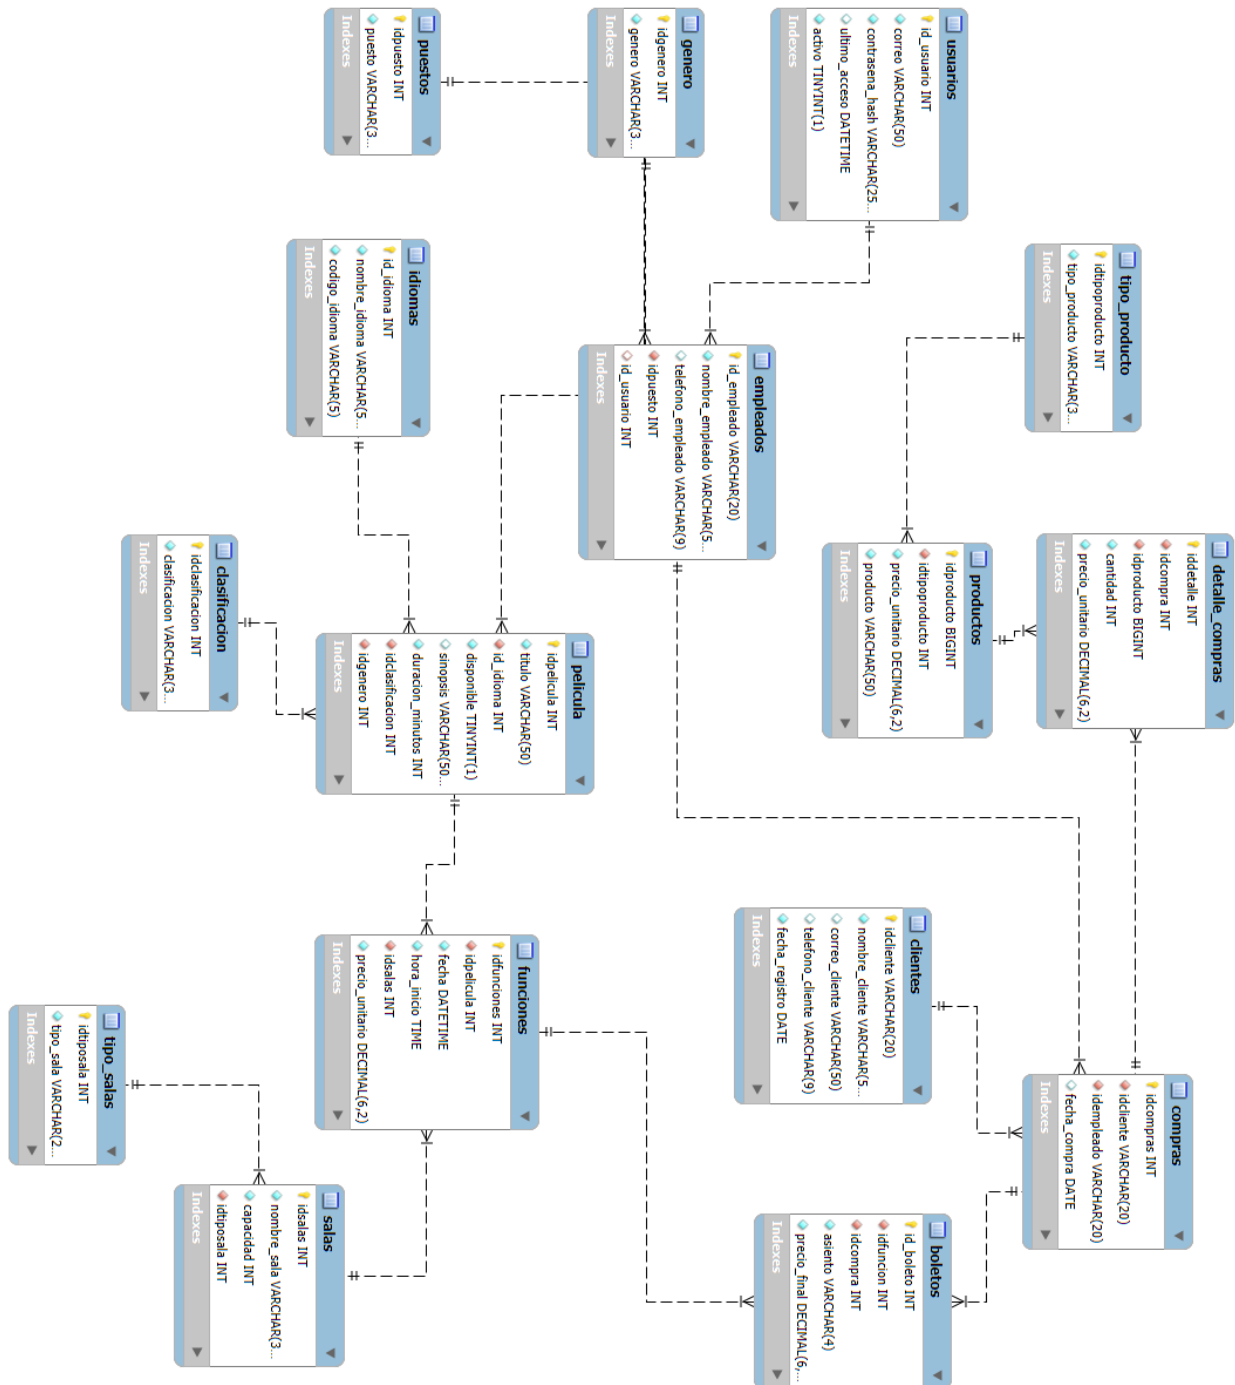 usuarios
id_usuario INT
correo VARCHAR(50)
contrasena_hash VARCHAR(25...
ultimo_acceso DATETIME
activo TINYINT(1)
Indexes
genero
idgenero INT
genero VARCHAR(3...
Indexes
puestos
idpuesto INT
puesto VARCHAR(3...
Indexes
tipo_producto
idtipoproducto INT
tipo_producto VARCHAR(3...
Indexes
empleados
id_empleado VARCHAR(20)
nombre_empleado VARCHAR(5...
telefono_empleado VARCHAR(9)
idpuesto INT
id_usuario INT
Indexes
idiomas
id_idioma INT
nombre_idioma VARCHAR(5...
codigo_idioma VARCHAR(5)
Indexes
detalle_compras
iddetalle INT
idcompra INT
idproducto BIGINT
cantidad INT
precio_unitario DECIMAL(6,2)
Indexes
productos
idproducto BIGINT
idtipoproducto INT
precio_unitario DECIMAL(6,2)
producto VARCHAR(50)
Indexes
pelicula
idpelicula INT
titulo VARCHAR(50)
id_idioma INT
disponible TINYINT(1)
sinopsis VARCHAR(50...
duracion_minutos INT
idclasificacion INT
idgenero INT
Indexes
clasificacion
idclasificacion INT
clasificacion VARCHAR(3...
Indexes
compras
idcompras INT
idcliente VARCHAR(20)
idempleado VARCHAR(20)
fecha_compra DATE
Indexes
clientes
idcliente VARCHAR(20)
nombre_cliente VARCHAR(5...
correo_cliente VARCHAR(50)
telefono_cliente VARCHAR(9)
fecha_registro DATE
Indexes
funciones
idfunciones INT
idpelicula INT
fecha DATETIME
hora_inicio TIME
idsalas INT
precio_unitario DECIMAL(6,2)
Indexes
tipo_salas
idtiposala INT
tipo_sala VARCHAR(2...
Indexes
boletos
id_boleto INT
idfuncion INT
idcompra INT
asiento VARCHAR(4)
precio_final DECIMAL(6,...
Indexes
salas
idsalas INT
nombre_sala VARCHAR(3...
capacidad INT
idtiposala INT
Indexes